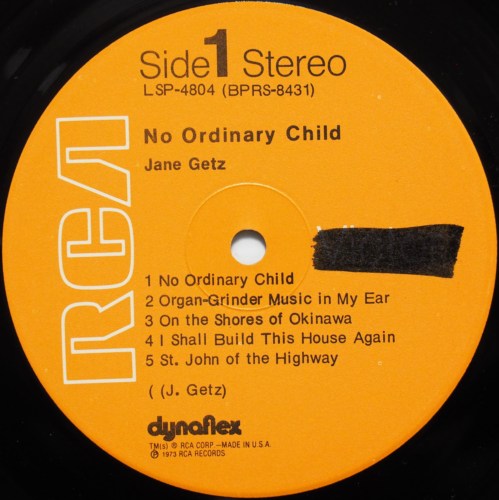 Side 1 Stereo
LSP-4804 (BPRS-8431)
No Ordinary Child
Jane Getz
RCA
1 No Ordinary Child
2 Organ-Grinder Music in My Ear
3 On the Shores of Okinawa
4 I Shall Build This House Again
5 St. John of the Highway
( (J. Getz)
dynaflex
TM(s) ® RCA CORP.—MADE IN U.S.A.
℗ 1973 RCA RECORDS